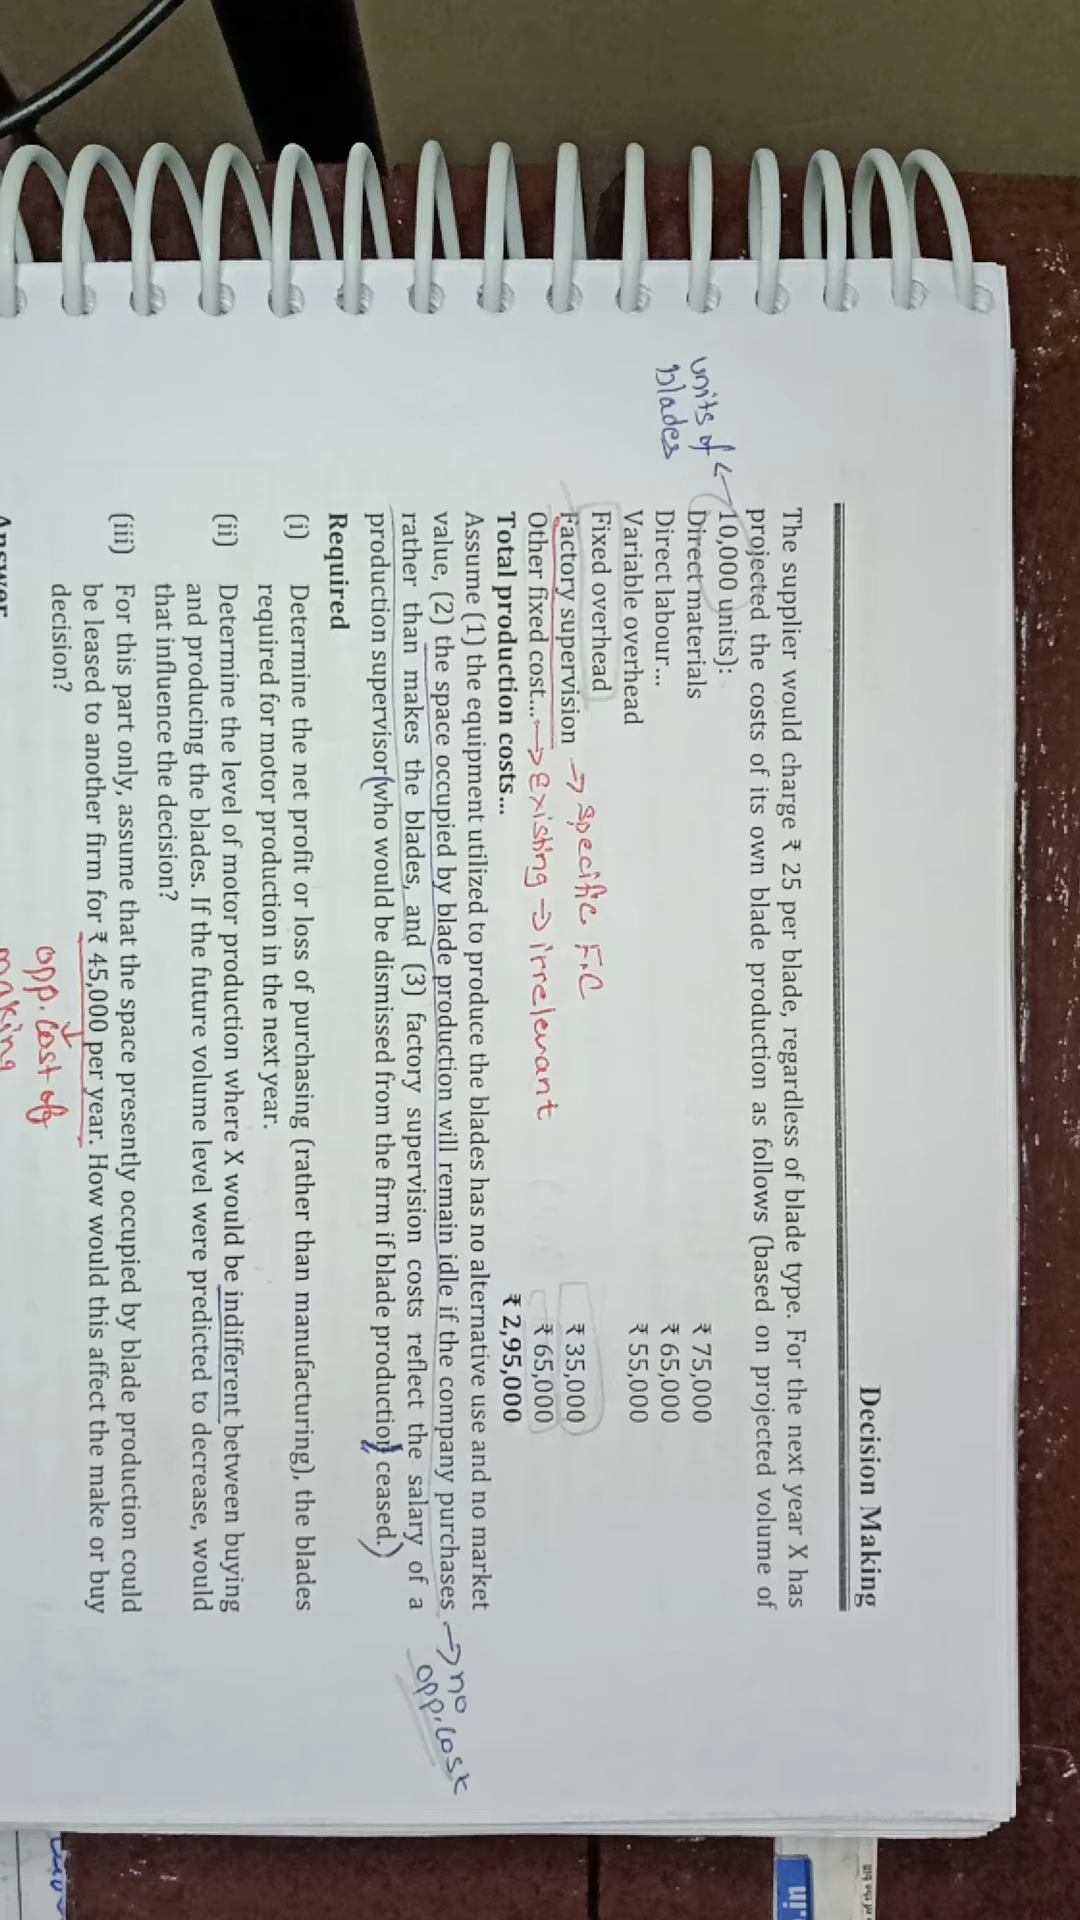 Decision Making
The supplier would charge ₹ 25 per blade, regardless of blade type. For the next year X has
projected the costs of its own blade production as follows (based on projected volume of
10,000 units):
units of
blades
Direct materials ₹ 75,000
Direct labour... ₹ 65,000
Variable overhead ₹ 55,000
Fixed overhead
Factory supervision → specific F.C ₹ 35,000
Other fixed cost... → existing → irrelevant ₹ 65,000
Total production costs... ₹ 2,95,000
Assume (1) the equipment utilized to produce the blades has no alternative use and no market
value, (2) the space occupied by blade production will remain idle if the company purchases → no
opp. cost
rather than makes the blades, and (3) factory supervision costs reflect the salary of a
production supervisor (who would be dismissed from the firm if blade production ceased.)
Required
(i) Determine the net profit or loss of purchasing (rather than manufacturing), the blades
required for motor production in the next year.
(ii) Determine the level of motor production where X would be indifferent between buying
and producing the blades. If the future volume level were predicted to decrease, would
that influence the decision?
(iii) For this part only, assume that the space presently occupied by blade production could
be leased to another firm for ₹ 45,000 per year. How would this affect the make or buy
decision?
opp. cost of
making
Answer